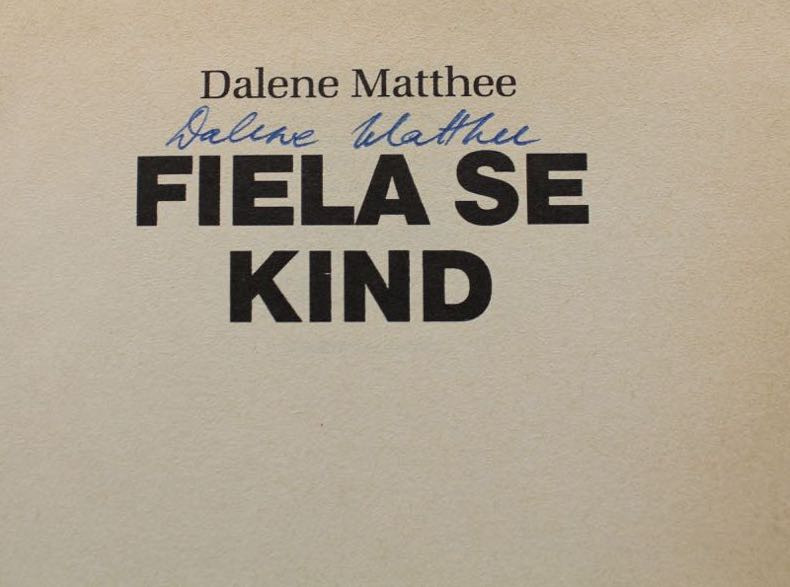 Dalene Matthee
Dalene Matthee
FIELA SE
KIND